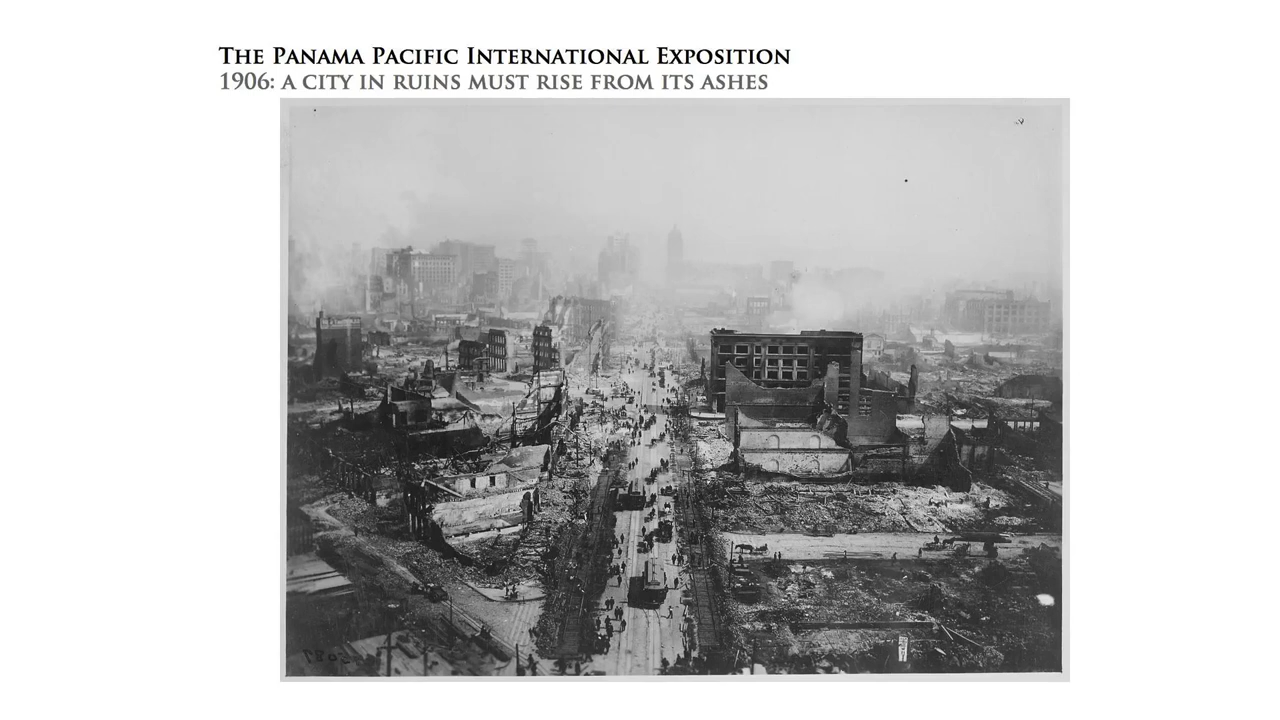 The Panama Pacific International Exposition
1906: A city in ruins must rise from its ashes